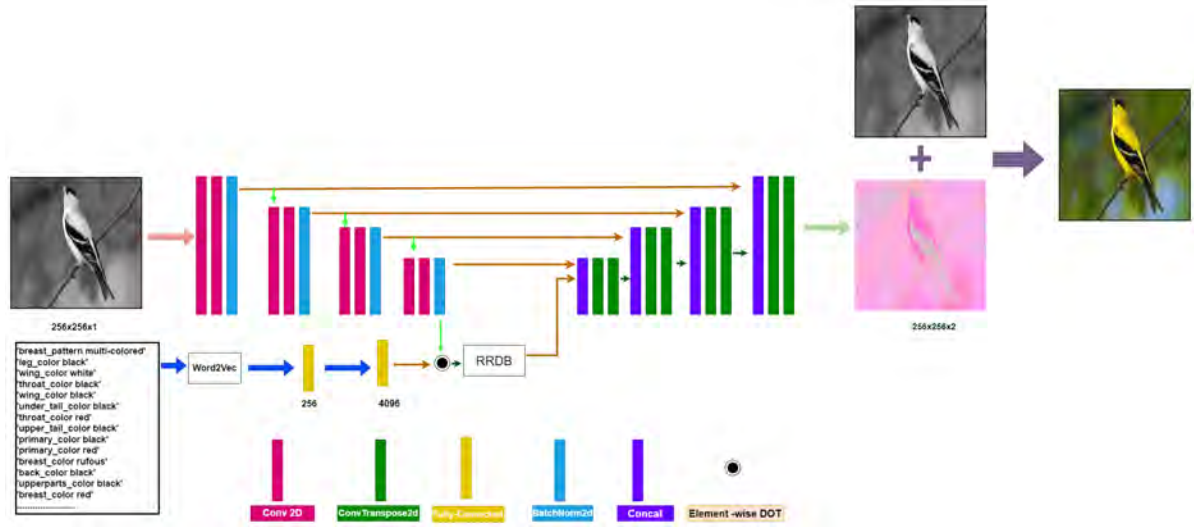 256x256x1
256x256x2
'breast_pattern multi-colored'
'leg_color black'
'wing_color white'
'throat_color black'
'wing_color black'
'under_tail_color black'
'throat_color red'
'upper_tail_color black'
'primary_color black'
'primary_color red'
'breast_color rufous'
'back_color black'
'upperparts_color black'
'breast_color red'
Word2Vec
256
4096
RRDB
Conv 2D
ConvTranspose2d
Fully-Connected
BatchNorm2d
Concat
Element -wise DOT